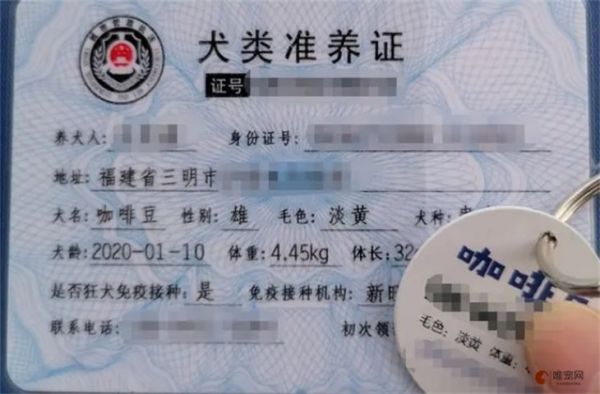 犬类准养证
证号
养犬人: 身份证号:
地址: 福建省三明市
犬名: 咖啡豆 性别: 雄 毛色: 淡黄 犬种:
犬龄: 2020-01-10 体重: 4.45kg 体长: 32
是否狂犬免疫接种: 是 免疫接种机构: 新
联系电话: 初次领
咖啡
毛色: 淡黄 体重:
唯宠网